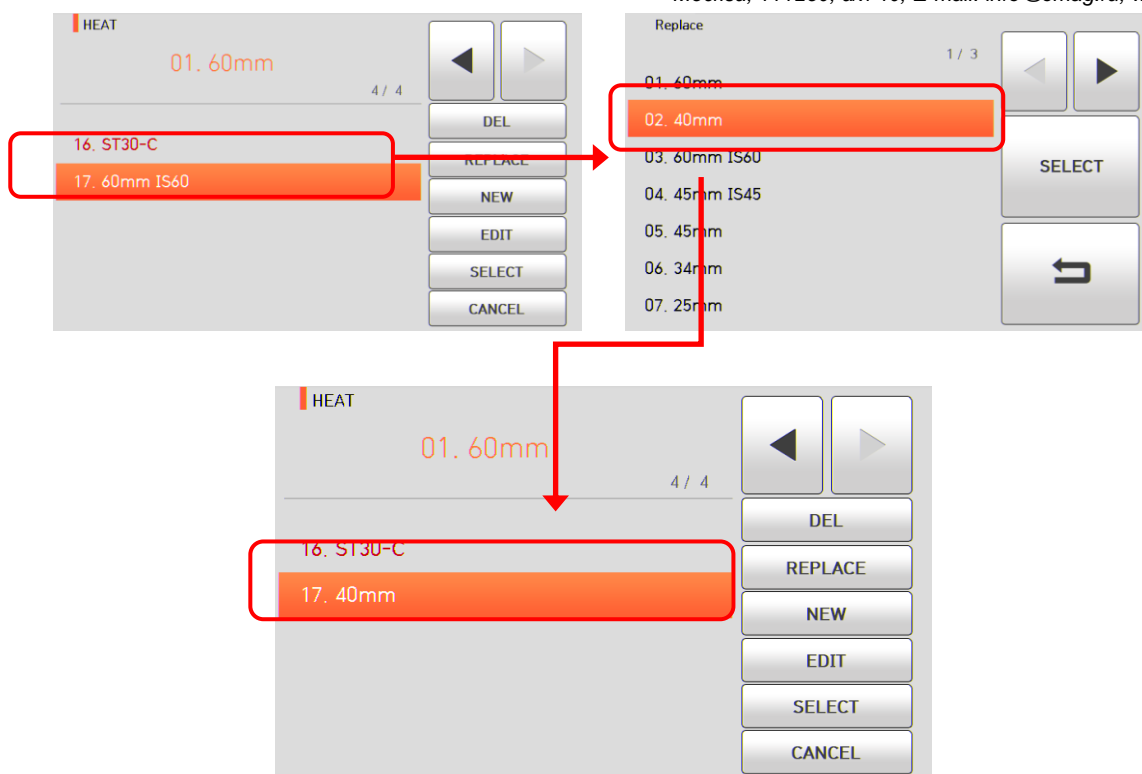 HEAT
01. 60mm
4 / 4
16. ST30-C
17. 60mm IS60
DEL
REPLACE
NEW
EDIT
SELECT
CANCEL
Replace
1 / 3
01. 60mm
02. 40mm
03. 60mm IS60
04. 45mm IS45
05. 45mm
06. 34mm
07. 25mm
SELECT
HEAT
01. 60mm
4 / 4
16. ST30-C
17. 40mm
DEL
REPLACE
NEW
EDIT
SELECT
CANCEL